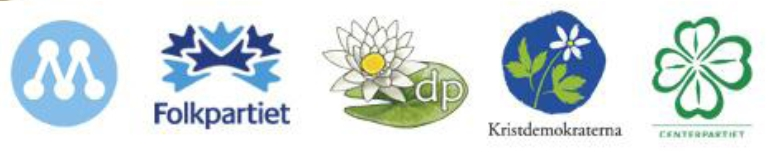 M
Folkpartiet
dp
Kristdemokraterna
CENTERPARTIET